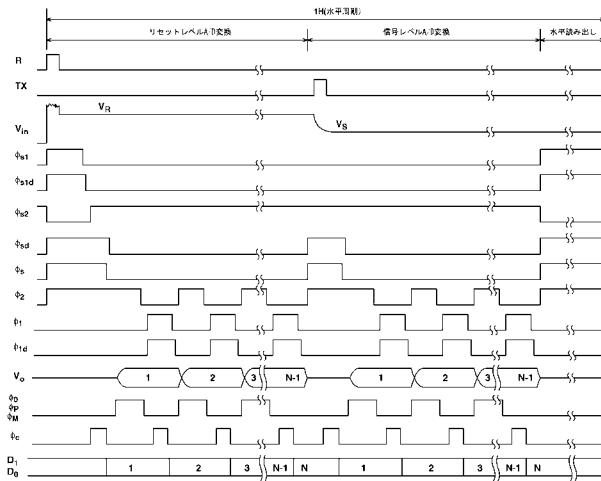 1H(水平周期)
リセットレベルA/D変換 信号レベルA/D変換 水平読み出し
R
TX
VR
Vin VS
φs1
φs1d
φs2
φsd
φs
φ2
φ1
φ1d
Vo 1 2 3 N-1 1 2 3 N-1
φD
φP
φM
φc
D1 1 2 3 N-1 N 1 2 3 N-1 N
D0